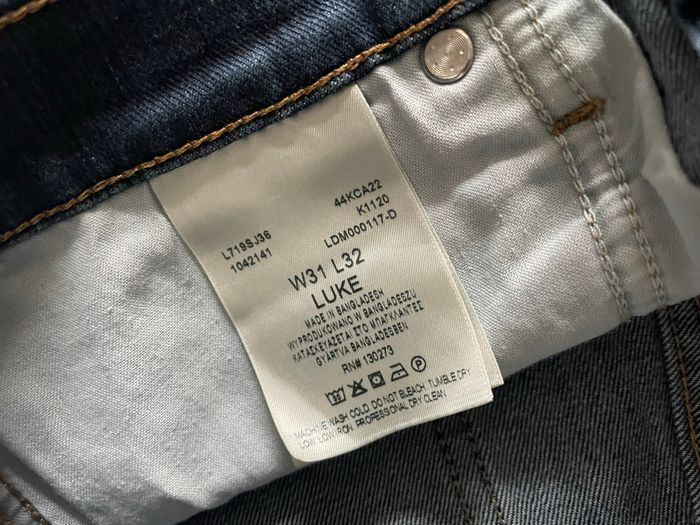 L719SJ36 44KCA22
1042141 K1120
LDM000117-D
W31 L32
LUKE
MADE IN BANGLADESH
WYPRODUKOWANO W BANGLADESZU
ΚΑΤΑΣΚΕΥΑΖΕΤΑΙ ΣΤΟ ΜΠΑΓΚΛΑΝΤΕΣ
GYÁRTVA BANGLADESBEN
RN# 130273
MACHINE WASH COLD. DO NOT BLEACH. TUMBLE DRY
LOW. LOW IRON. PROFESSIONAL DRY CLEAN